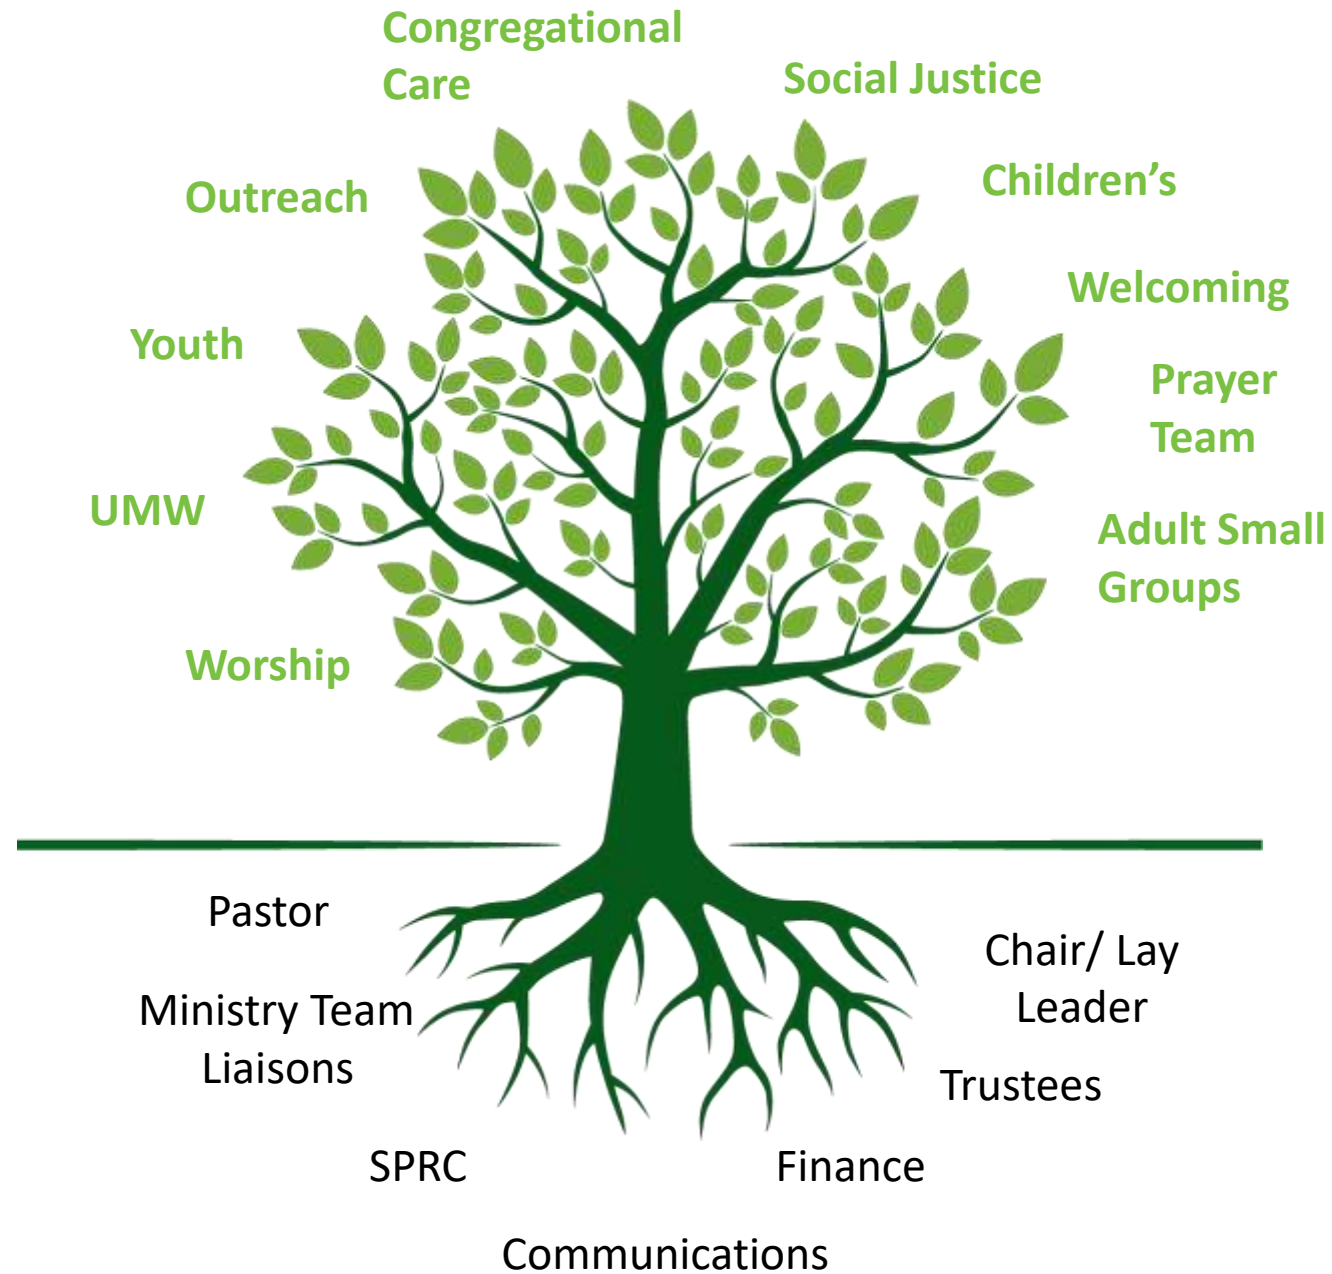 Congregational
Care
Social Justice
Outreach
Children’s
Welcoming
Youth
Prayer
Team
UMW
Adult Small
Groups
Worship
Pastor
Chair/ Lay
Leader
Ministry Team
Liaisons
Trustees
SPRC
Finance
Communications